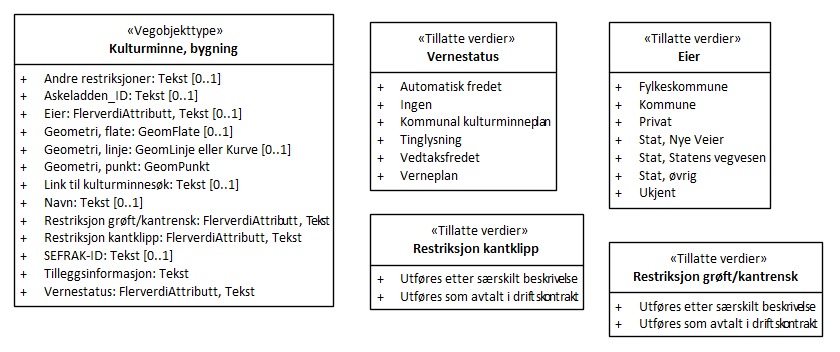 «Vegobjekttype»
Kulturminne, bygning
+ Andre restriksjoner: Tekst [0..1]
+ Askeladden_ID: Tekst [0..1]
+ Eier: FlerverdiAttributt, Tekst [0..1]
+ Geometri, flate: GeomFlate [0..1]
+ Geometri, linje: GeomLinje eller Kurve [0..1]
+ Geometri, punkt: GeomPunkt
+ Link til kulturminnesøk: Tekst [0..1]
+ Navn: Tekst [0..1]
+ Restriksjon grøft/kantrensk: FlerverdiAttributt, Tekst
+ Restriksjon kantklipp: FlerverdiAttributt, Tekst
+ SEFRAK-ID: Tekst [0..1]
+ Tilleggsinformasjon: Tekst
+ Vernestatus: FlerverdiAttributt, Tekst
«Tillatte verdier»
Vernestatus
+ Automatisk fredet
+ Ingen
+ Kommunal kulturminneplan
+ Tinglysning
+ Vedtaksfredet
+ Verneplan
«Tillatte verdier»
Eier
+ Fylkeskommune
+ Kommune
+ Privat
+ Stat, Nye Veier
+ Stat, Statens vegvesen
+ Stat, øvrig
+ Ukjent
«Tillatte verdier»
Restriksjon kantklipp
+ Utføres etter særskilt beskrivelse
+ Utføres som avtalt i driftskontrakt
«Tillatte verdier»
Restriksjon grøft/kantrensk
+ Utføres etter særskilt beskrivelse
+ Utføres som avtalt i driftskontrakt